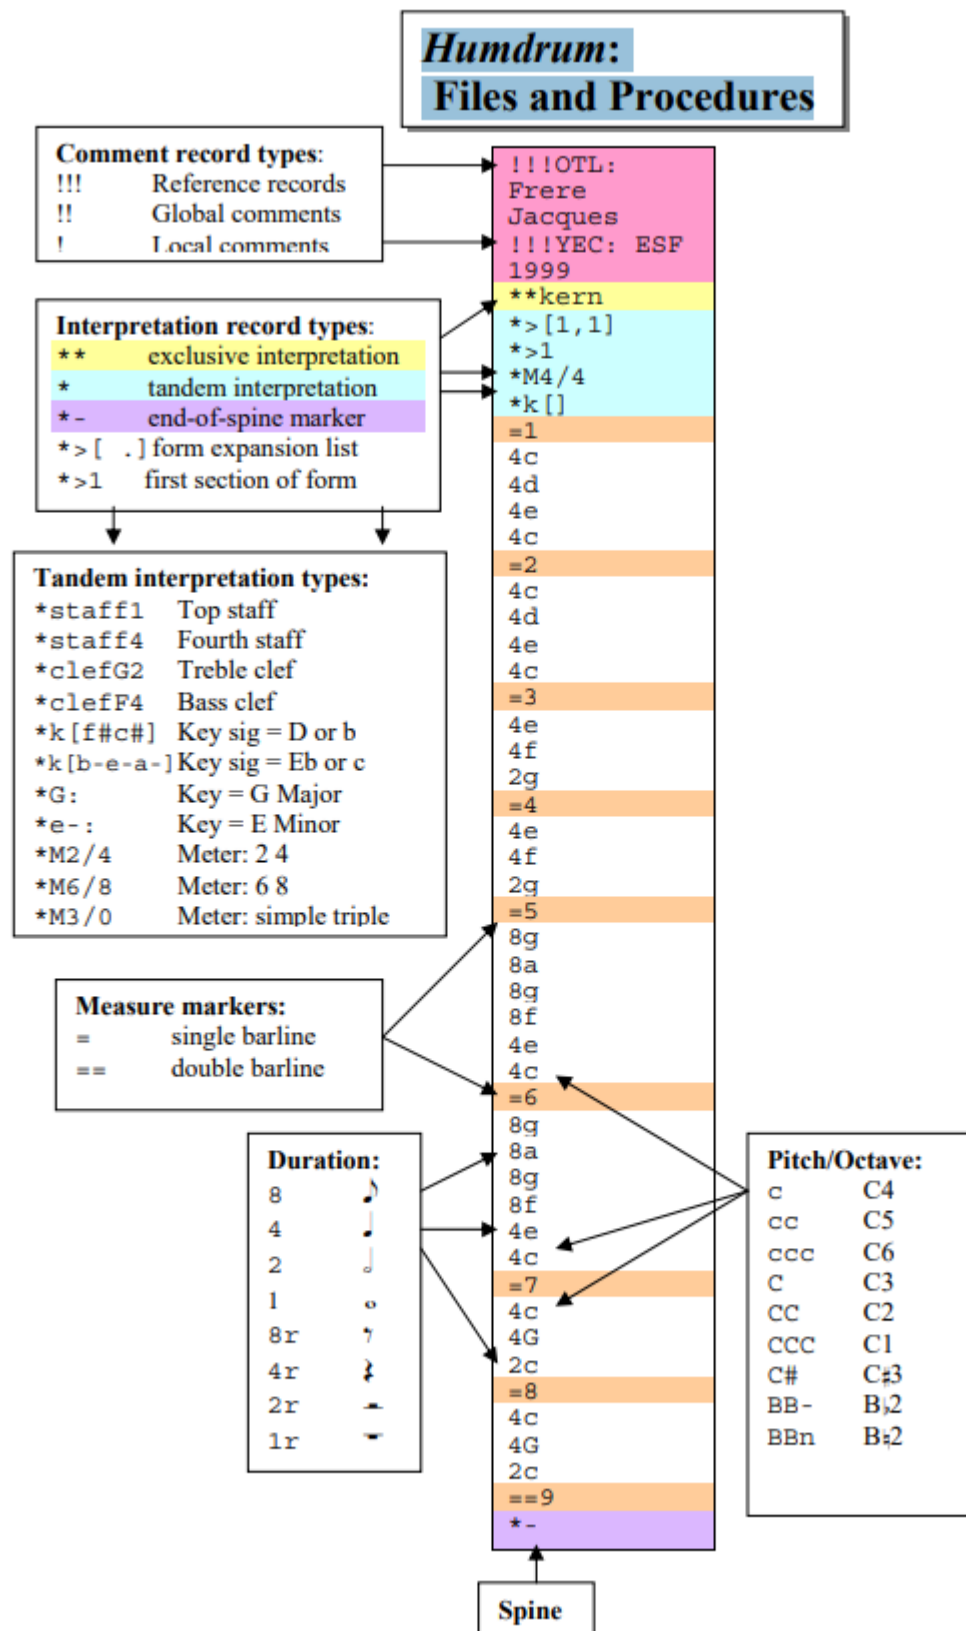 Humdrum:
Files and Procedures
Comment record types:
!!! Reference records
!! Global comments
! Local comments
Interpretation record types:
** exclusive interpretation
* tandem interpretation
*- end-of-spine marker
*>[ .] form expansion list
*>1 first section of form
Tandem interpretation types:
*staff1 Top staff
*staff4 Fourth staff
*clefG2 Treble clef
*clefF4 Bass clef
*k[f#c#] Key sig = D or b
*k[b-e-a-] Key sig = Eb or c
*G: Key = G Major
*e-: Key = E Minor
*M2/4 Meter: 2 4
*M6/8 Meter: 6 8
*M3/0 Meter: simple triple
Measure markers:
= single barline
== double barline
Duration:
8 𝅘𝅥𝅮
4 𝅘𝅥
2 𝅗𝅥
1 𝅝
8r 𝄾
4r 𝄽
2r 𝄼
1r 𝄻
!!!OTL:
Frere
Jacques
!!!YEC: ESF
1999
**kern
*>[1,1]
*>1
*M4/4
*k[]
=1
4c
4d
4e
4c
=2
4c
4d
4e
4c
=3
4e
4f
2g
=4
4e
4f
2g
=5
8g
8a
8g
8f
4e
4c
=6
8g
8a
8g
8f
4e
4c
=7
4c
4G
2c
=8
4c
4G
2c
==9
*-
Spine
Pitch/Octave:
c C4
cc C5
ccc C6
C C3
CC C2
CCC C1
C# C♯3
BB- B♭2
BBn B♮2